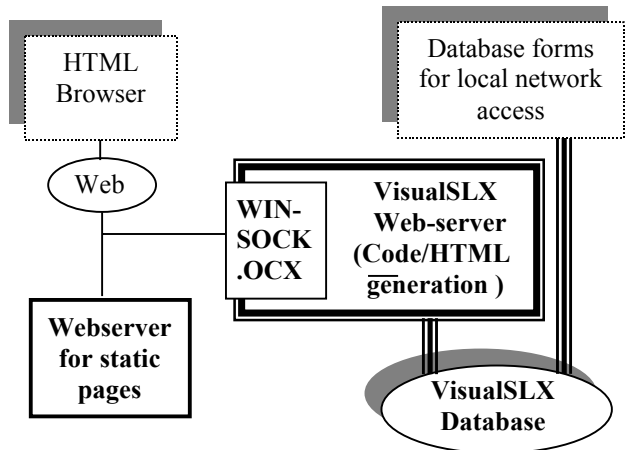 HTML
Browser
Database forms
for local network
access
Web
WIN-
SOCK
.OCX
VisualSLX
Web-server
(Code/HTML
generation )
Webserver
for static
pages
VisualSLX
Database